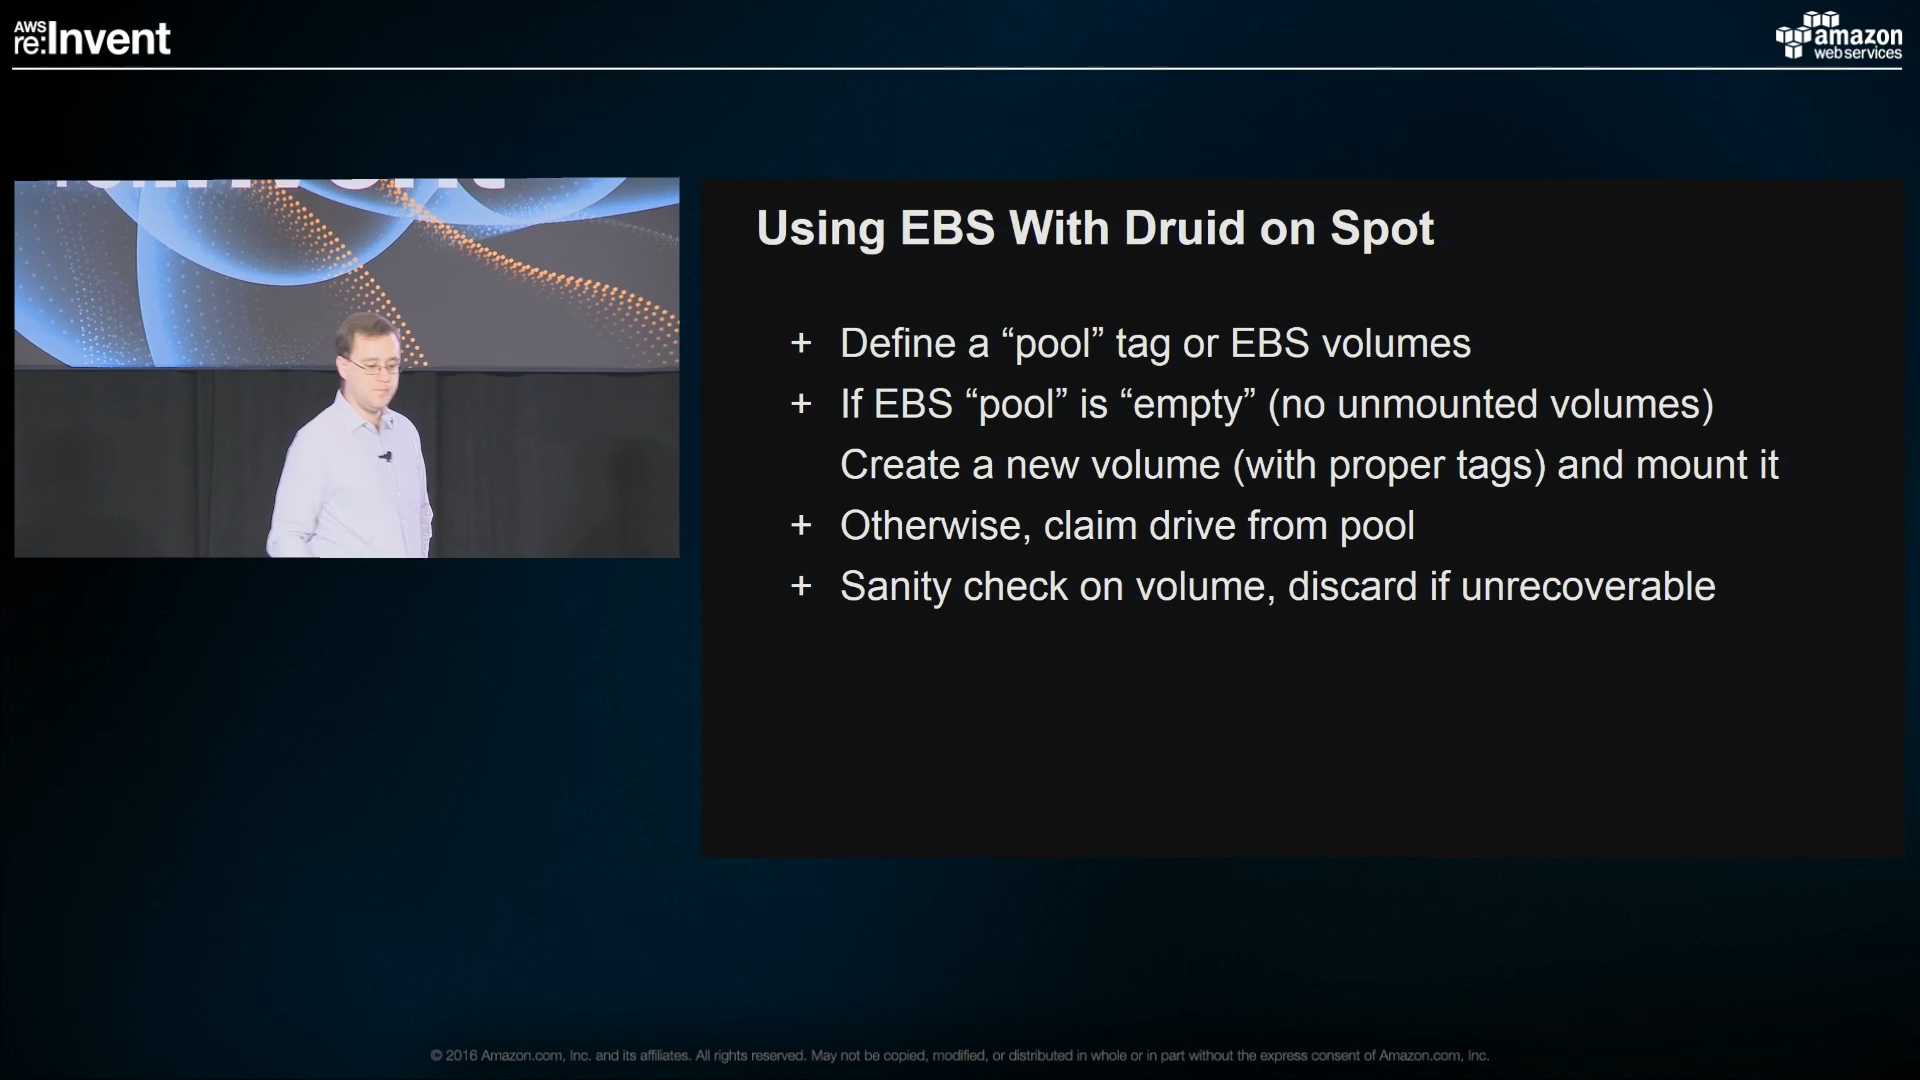 AWS
re:Invent
amazon
web services
Using EBS With Druid on Spot
+ Define a “pool” tag or EBS volumes
+ If EBS “pool” is “empty” (no unmounted volumes)
Create a new volume (with proper tags) and mount it
+ Otherwise, claim drive from pool
+ Sanity check on volume, discard if unrecoverable
© 2016 Amazon.com, Inc. and its affiliates. All rights reserved. May not be copied, modified, or distributed in whole or in part without the express consent of Amazon.com, Inc.